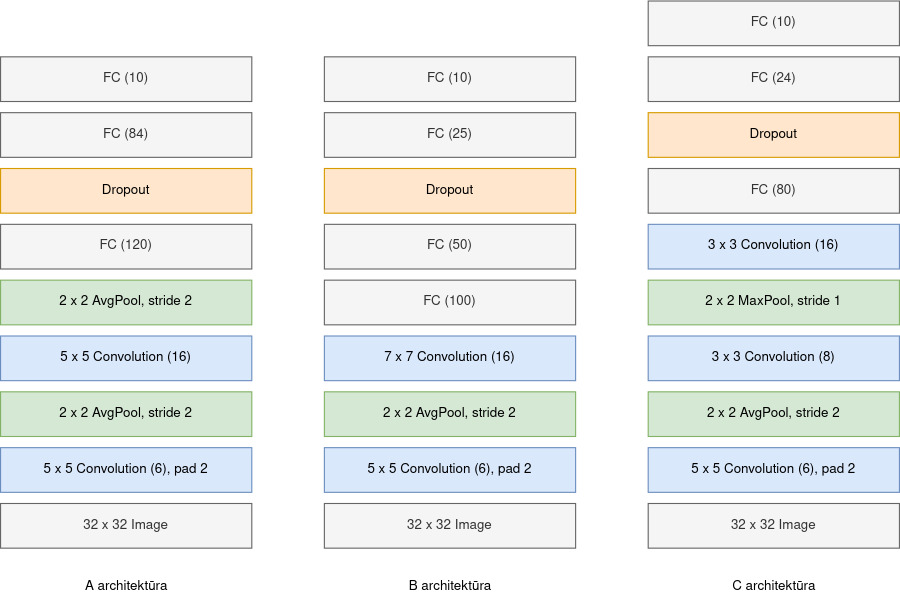 FC (10)
FC (84)
Dropout
FC (120)
2 x 2 AvgPool, stride 2
5 x 5 Convolution (16)
2 x 2 AvgPool, stride 2
5 x 5 Convolution (6), pad 2
32 x 32 Image
A architektūra
FC (10)
FC (25)
Dropout
FC (50)
FC (100)
7 x 7 Convolution (16)
2 x 2 AvgPool, stride 2
5 x 5 Convolution (6), pad 2
32 x 32 Image
B architektūra
FC (10)
FC (24)
Dropout
FC (80)
3 x 3 Convolution (16)
2 x 2 MaxPool, stride 1
3 x 3 Convolution (8)
2 x 2 AvgPool, stride 2
5 x 5 Convolution (6), pad 2
32 x 32 Image
C architektūra